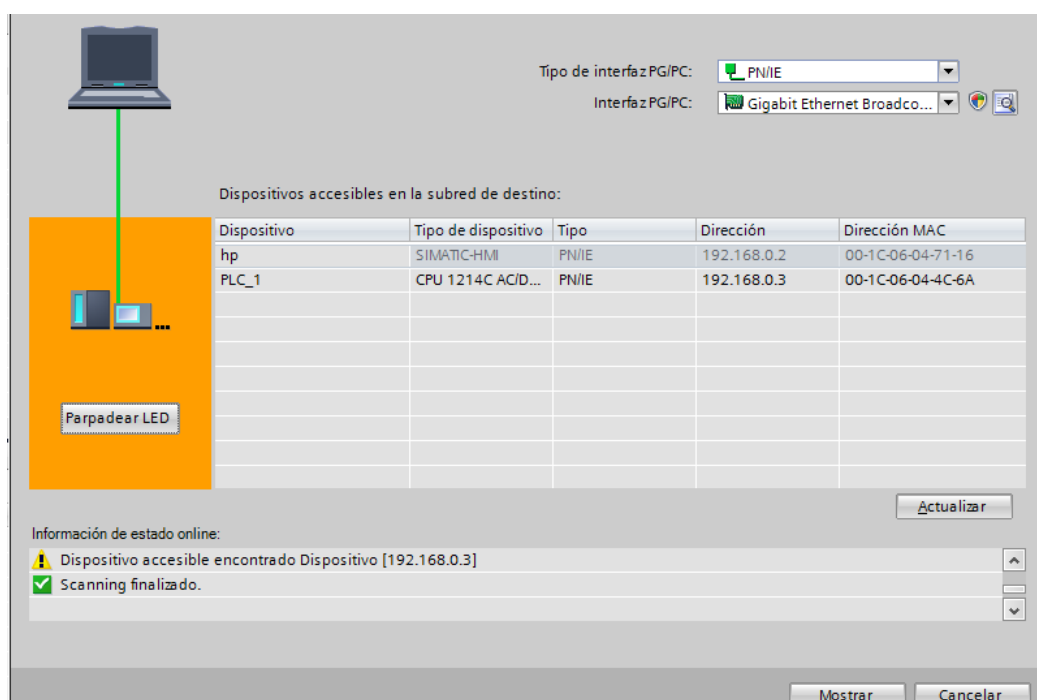 Tipo de interfaz PG/PC: PN/IE
Interfaz PG/PC: Gigabit Ethernet Broadco...
Dispositivos accesibles en la subred de destino:
Dispositivo Tipo de dispositivo Tipo Dirección Dirección MAC
hp SIMATIC-HMI PN/IE 192.168.0.2 00-1C-06-04-71-16
PLC_1 CPU 1214C AC/D... PN/IE 192.168.0.3 00-1C-06-04-4C-6A
Parpadear LED
Actualizar
Información de estado online:
Dispositivo accesible encontrado Dispositivo [192.168.0.3]
Scanning finalizado.
Mostrar Cancelar